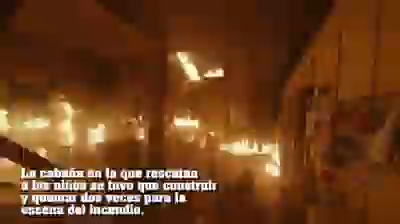 La cabaña en la que rescatan
a los niños se tuvo que construir
y quemar dos veces para la
escena del incendio.